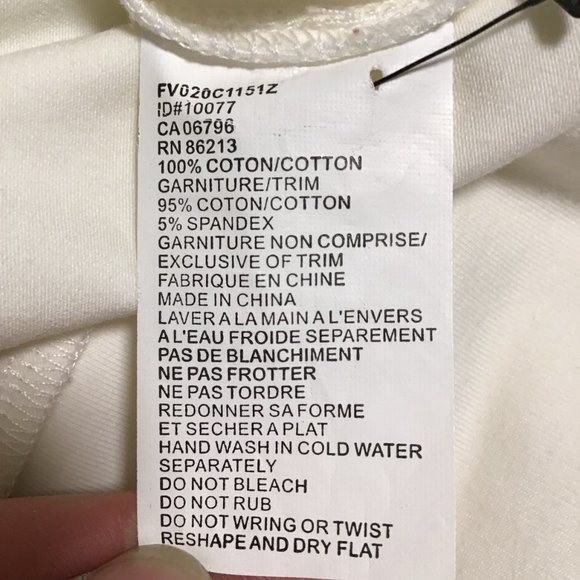 FV020C1151Z
ID#10077
CA 06796
RN 86213
100% COTON/COTTON
GARNITURE/TRIM
95% COTON/COTTON
5% SPANDEX
GARNITURE NON COMPRISE/
EXCLUSIVE OF TRIM
FABRIQUE EN CHINE
MADE IN CHINA
LAVER A LA MAIN A L'ENVERS
A L'EAU FROIDE SEPAREMENT
PAS DE BLANCHIMENT
NE PAS FROTTER
NE PAS TORDRE
REDONNER SA FORME
ET SECHER A PLAT
HAND WASH IN COLD WATER
SEPARATELY
DO NOT BLEACH
DO NOT RUB
DO NOT WRING OR TWIST
RESHAPE AND DRY FLAT